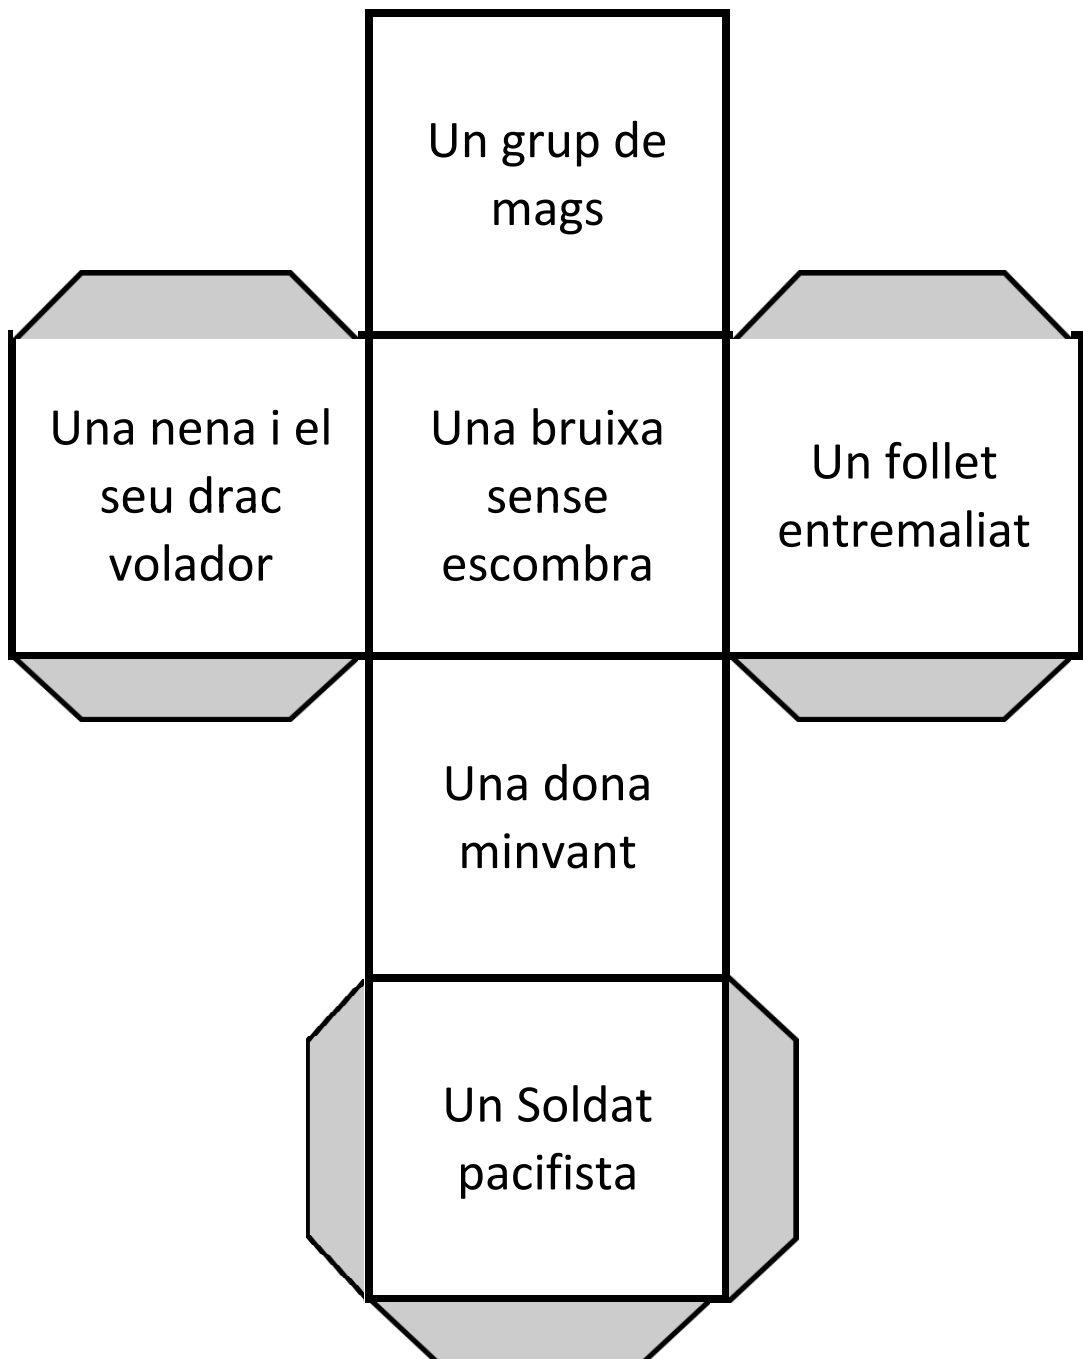 Un grup de
mags
Una nena i el
seu drac
volador
Una bruixa
sense
escombra
Un follet
entremaliat
Una dona
minvant
Un Soldat
pacifista